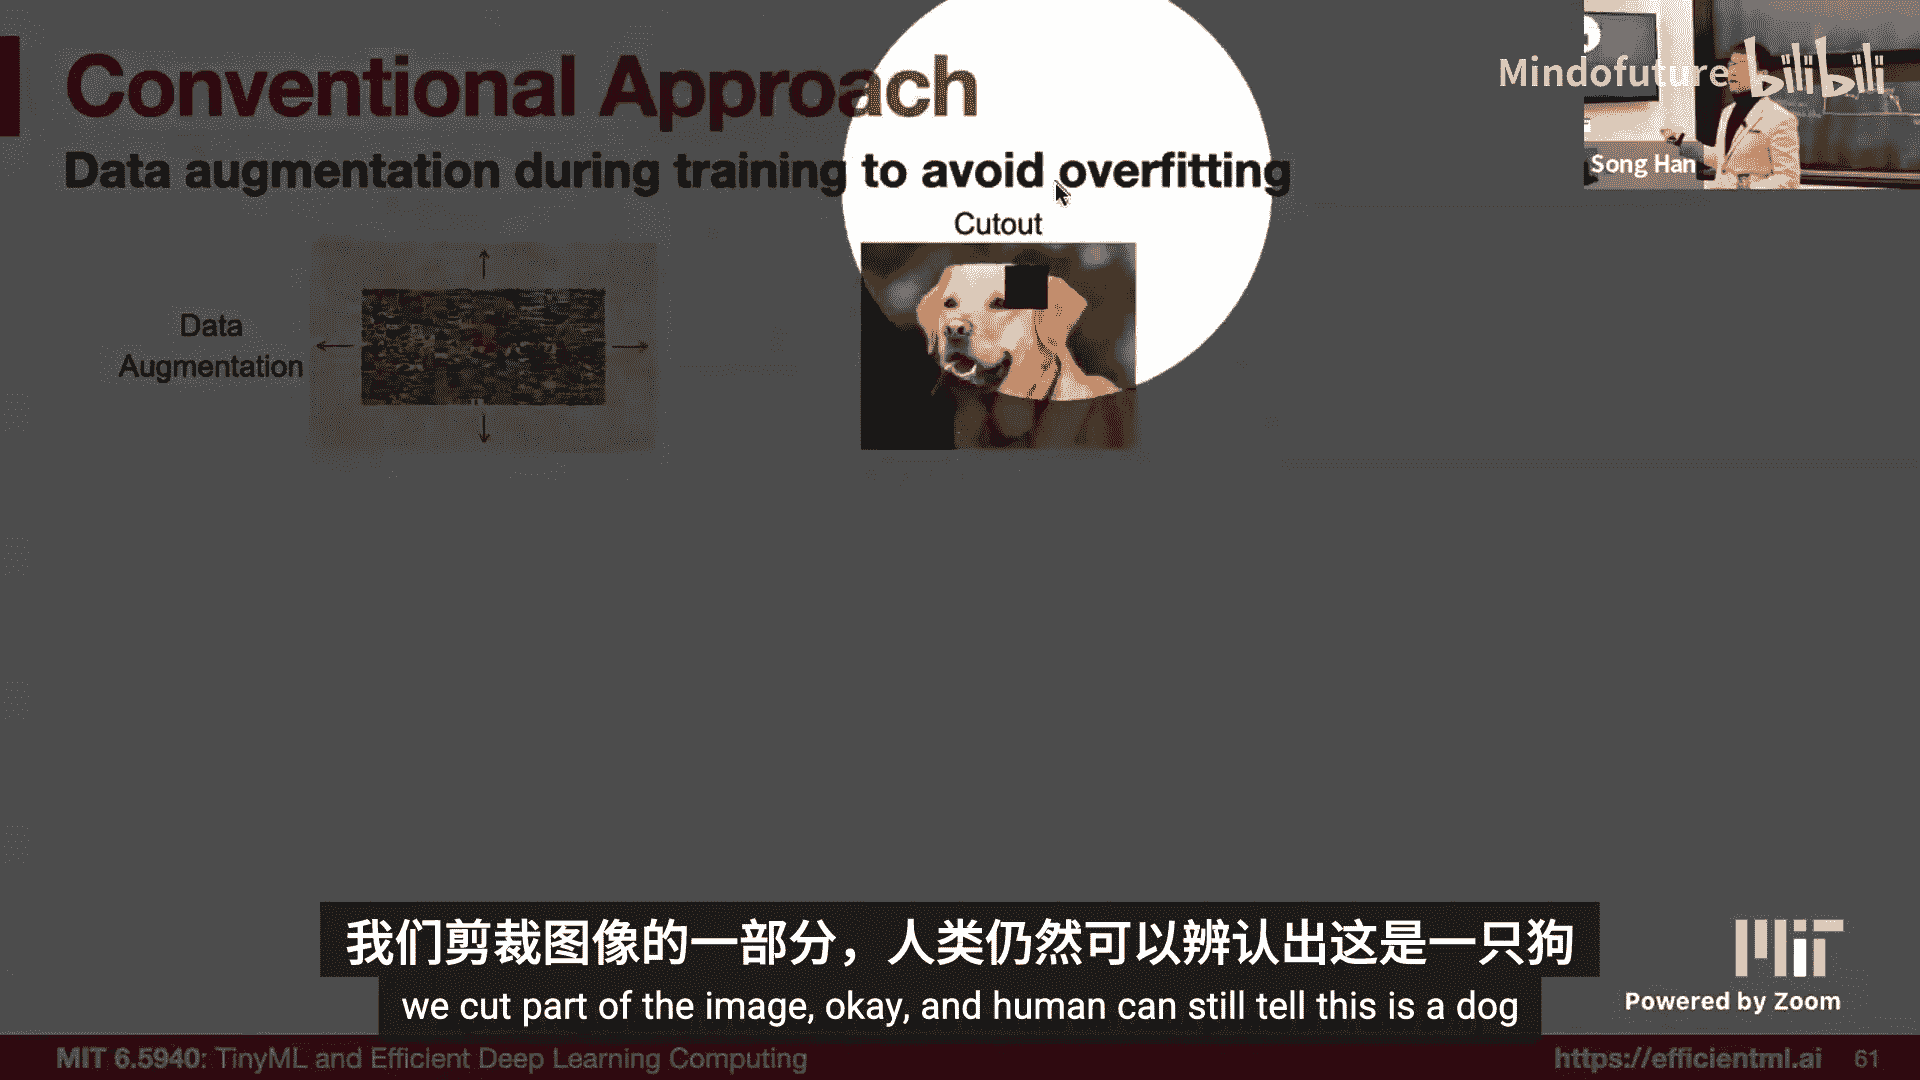 Conventional Approach
Data augmentation during training to avoid overfitting
Mindofuture bilibili
Song Han
Cutout
Data
Augmentation
我们剪裁图像的一部分，人类仍然可以辨认出这是一只狗
we cut part of the image, okay, and human can still tell this is a dog
MIT
Powered by Zoom
MIT 6.5940: TinyML and Efficient Deep Learning Computing
https://efficientml.ai 61